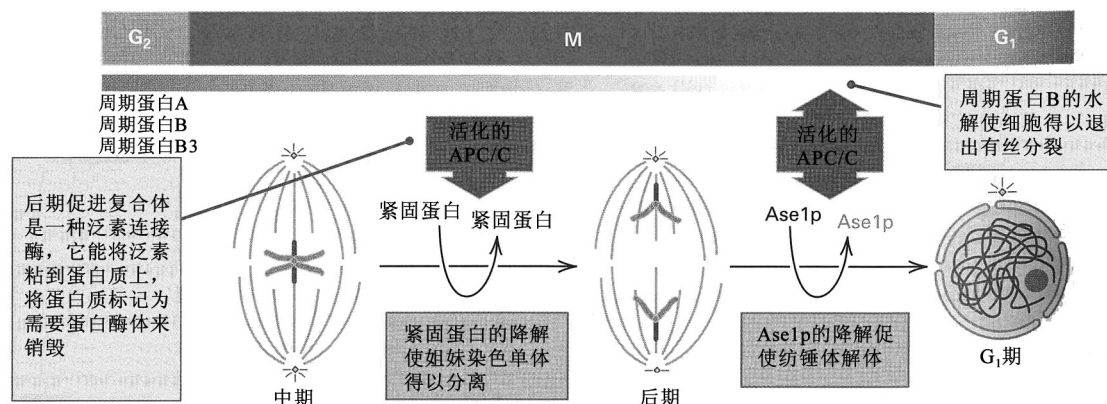 G₂
M
G₁
周期蛋白A
周期蛋白B
周期蛋白B3
活化的
APC/C
活化的
APC/C
周期蛋白B的水
解使细胞得以退
出有丝分裂
后期促进复合体
是一种泛素连接
酶，它能将泛素
粘到蛋白质上，
将蛋白质标记为
需要蛋白酶体来
销毁
紧固蛋白
紧固蛋白
Ase1p
Ase1p
紧固蛋白的降解
使姐妹染色单体
得以分离
Ase1p的降解促
使纺锤体解体
中期
后期
G₁期